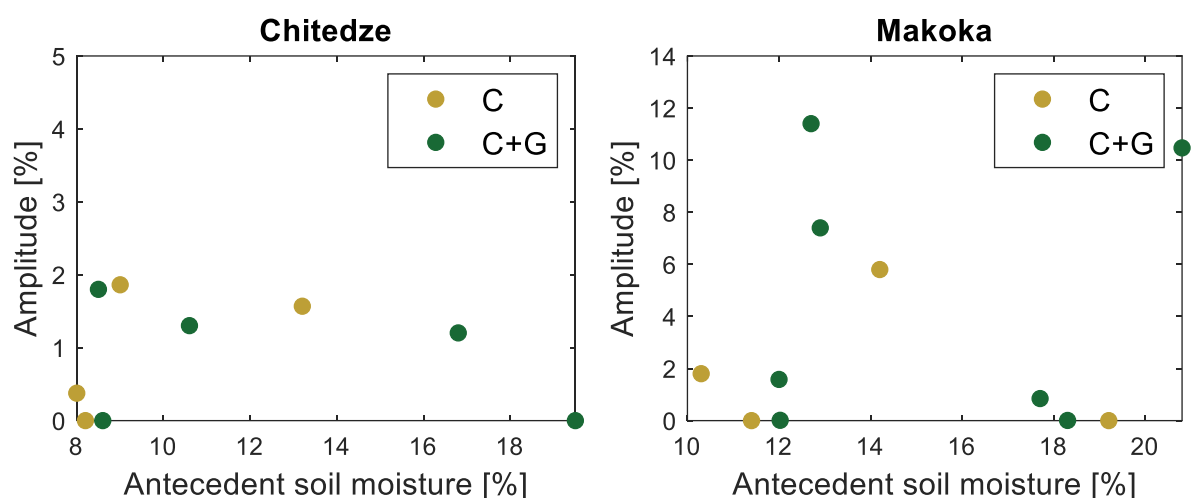 Chitedze
5
4
3
2
1
0
Amplitude [%]
8 10 12 14 16 18
Antecedent soil moisture [%]
C
C+G
Makoka
14
12
10
8
6
4
2
0
Amplitude [%]
10 12 14 16 18 20
Antecedent soil moisture [%]
C
C+G